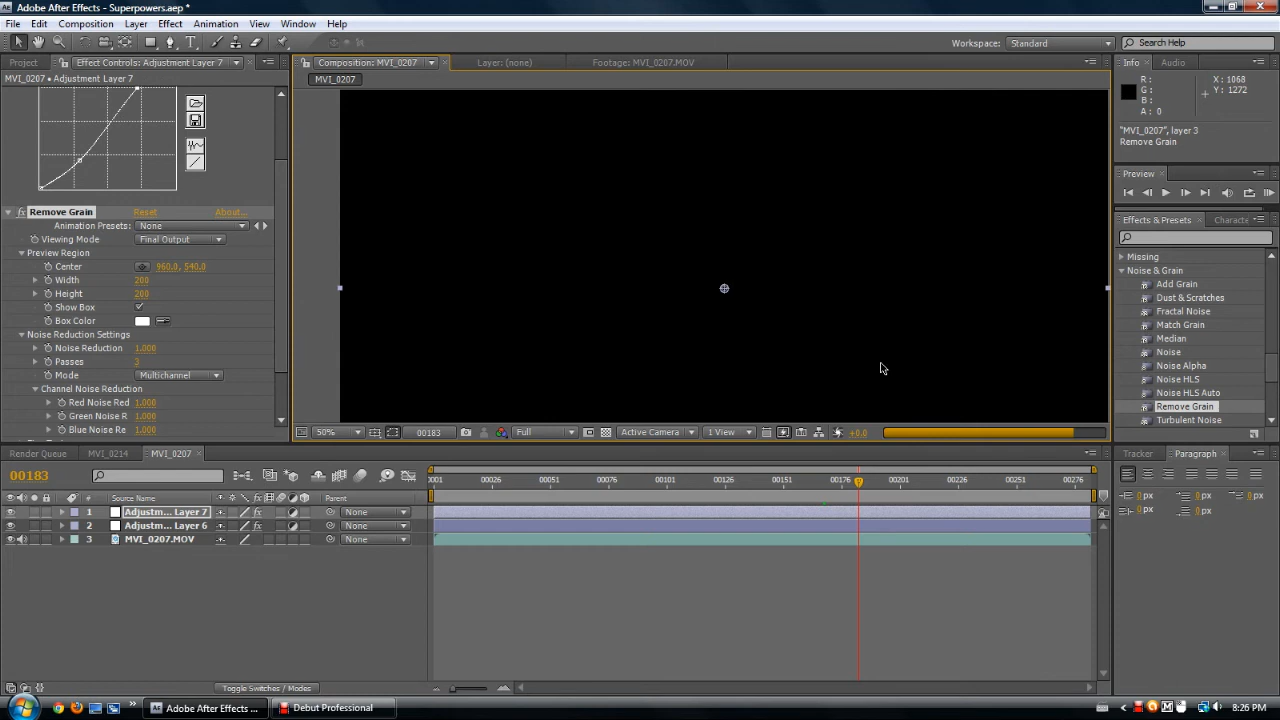 Adobe After Effects - Superpowers.aep *
File Edit Composition Layer Effect Animation View Window Help
Workspace: Standard Search Help
Project Effect Controls: Adjustment Layer 7 Composition: MVI_0207 Layer: (none) Footage: MVI_0207.MOV Info Audio
MVI_0207 • Adjustment Layer 7
MVI_0207
R: X: 1068
G: Y: 1272
B:
A: 0
"MVI_0207", layer 3
Remove Grain
Preview
Remove Grain Reset About...
Animation Presets: None
Viewing Mode Final Output
Preview Region
Center 960.0, 540.0
Width 200
Height 200
Show Box
Box Color
Noise Reduction Settings
Noise Reduction 1.000
Passes 3
Mode Multichannel
Channel Noise Reduction
Red Noise Red 1.000
Green Noise R 1.000
Blue Noise Re 1.000
Effects & Presets Characte
Missing
Noise & Grain
Add Grain
Dust & Scratches
Fractal Noise
Match Grain
Median
Noise
Noise Alpha
Noise HLS
Noise HLS Auto
Remove Grain
Turbulent Noise
50% 00183 Full Active Camera 1 View +0.0
Render Queue MVI_0214 MVI_0207
Tracker Paragraph
00183
0001 00026 00051 00076 00101 00126 00151 00176 00201 00226 00251 00276
# Source Name Parent
1 Adjustm... Layer 7 None
2 Adjustm... Layer 6 None
3 MVI_0207.MOV None
0 px 0 px 0 px
0 px 0 px
Toggle Switches / Modes
Adobe After Effects ... Debut Professional 8:26 PM